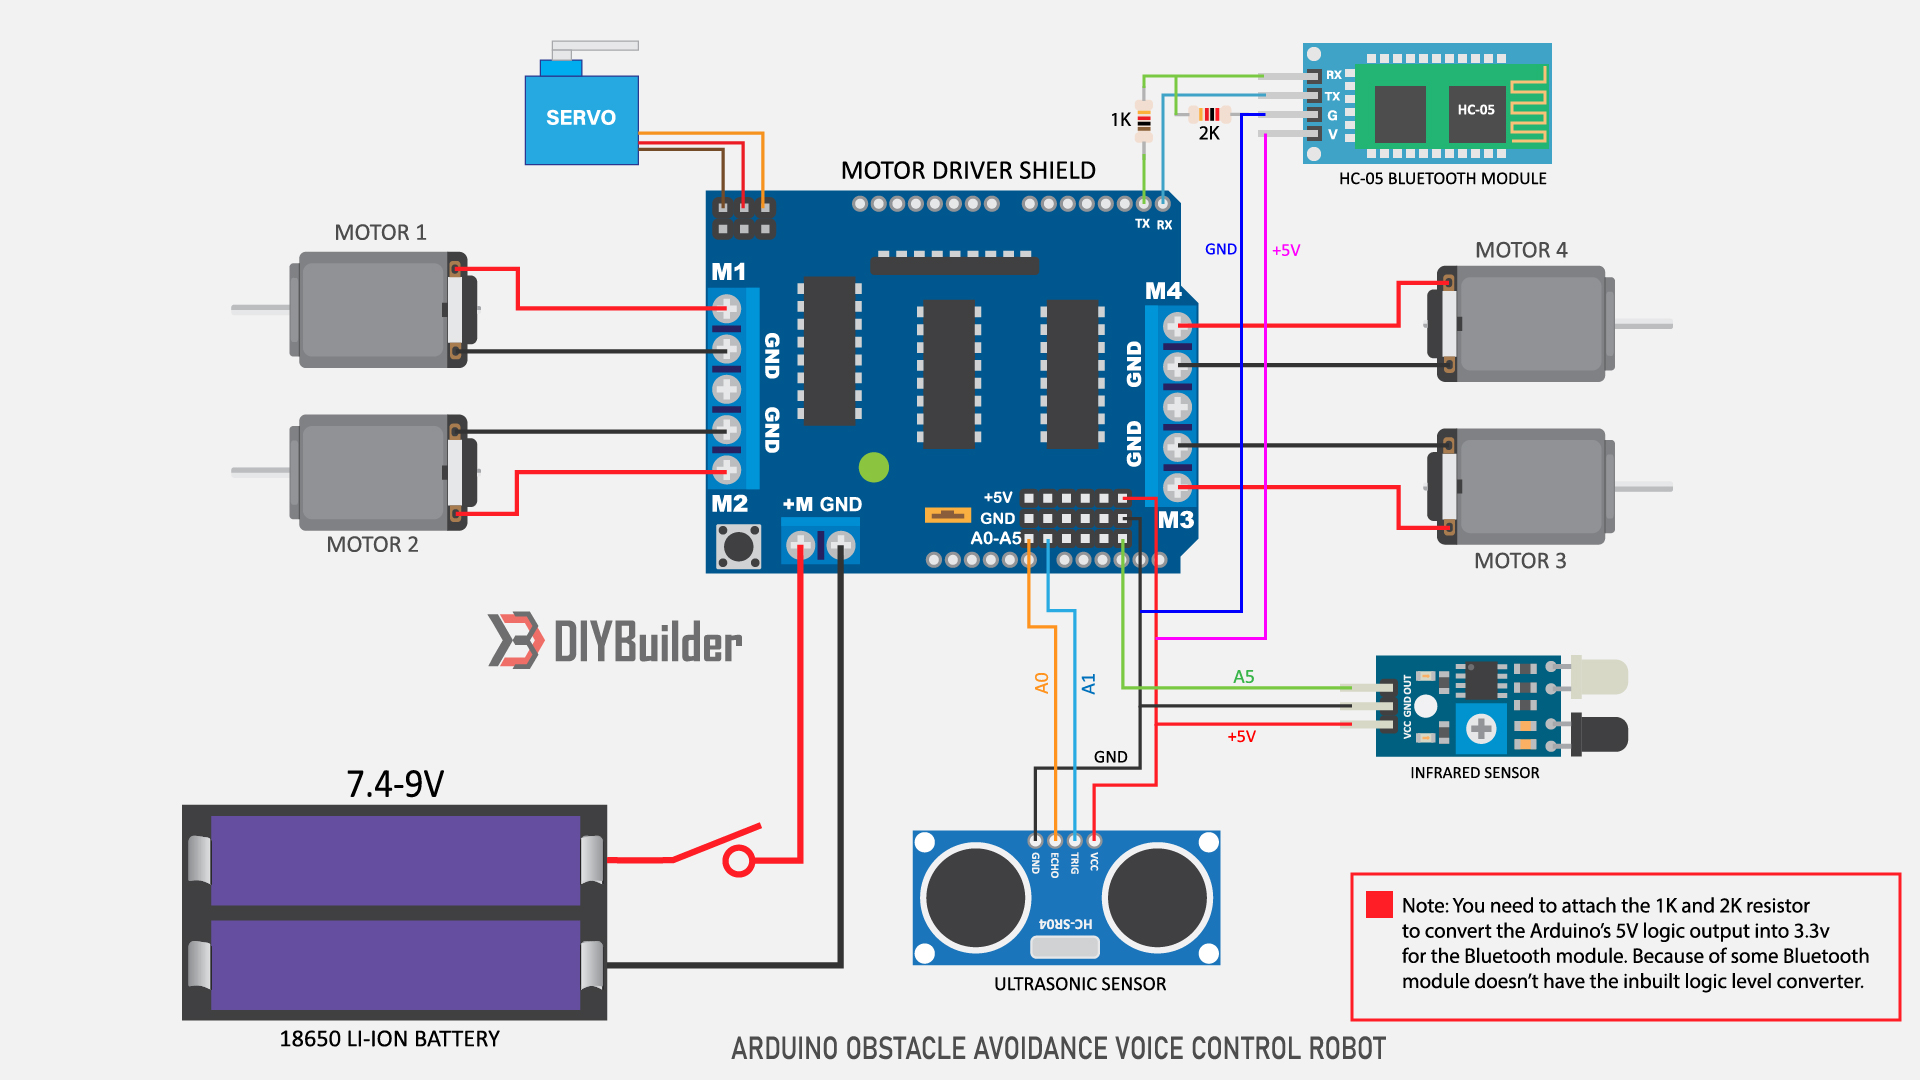 SERVO
MOTOR DRIVER SHIELD
1K
2K
RX
TX
G
V
HC-05
HC-05 BLUETOOTH MODULE
TX RX
GND
+5V
MOTOR 1
MOTOR 2
MOTOR 4
MOTOR 3
M1
GND
GND
M2
M4
GND
GND
M3
+M GND
+5V
GND
A0-A5
DIYBuilder
A0
A1
A5
GND
+5V
VCC GND OUT
INFRARED SENSOR
7.4-9V
18650 LI-ION BATTERY
GND
ECHO
TRIG
VCC
HC-SR04
ULTRASONIC SENSOR
Note: You need to attach the 1K and 2K resistor
to convert the Arduino's 5V logic output into 3.3v
for the Bluetooth module. Because of some Bluetooth
module doesn't have the inbuilt logic level converter.
ARDUINO OBSTACLE AVOIDANCE VOICE CONTROL ROBOT